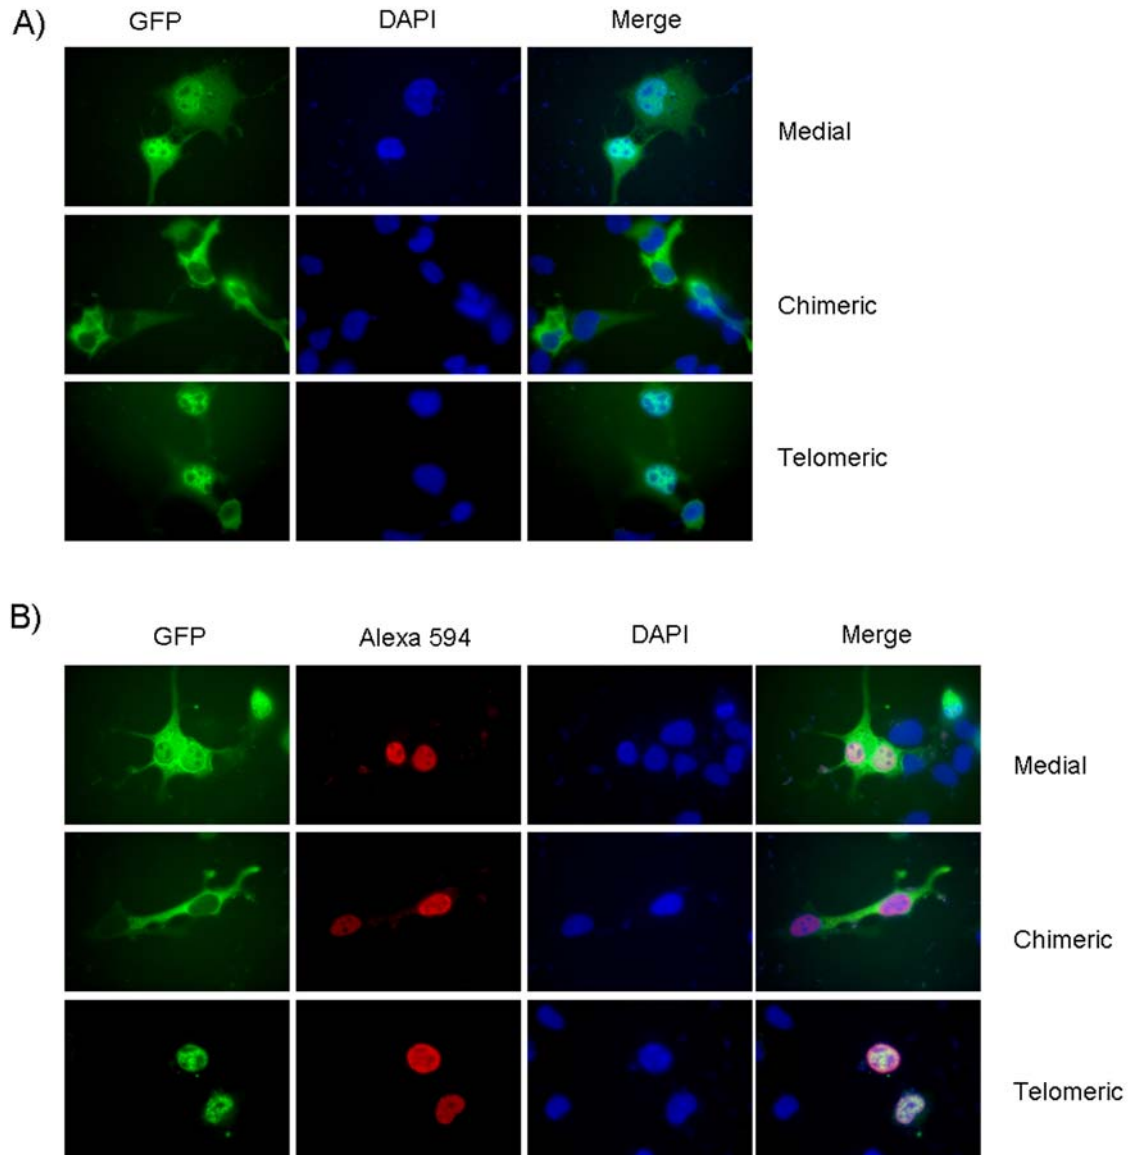 A)
GFP DAPI Merge
Medial
Chimeric
Telomeric
B)
GFP Alexa 594 DAPI Merge
Medial
Chimeric
Telomeric